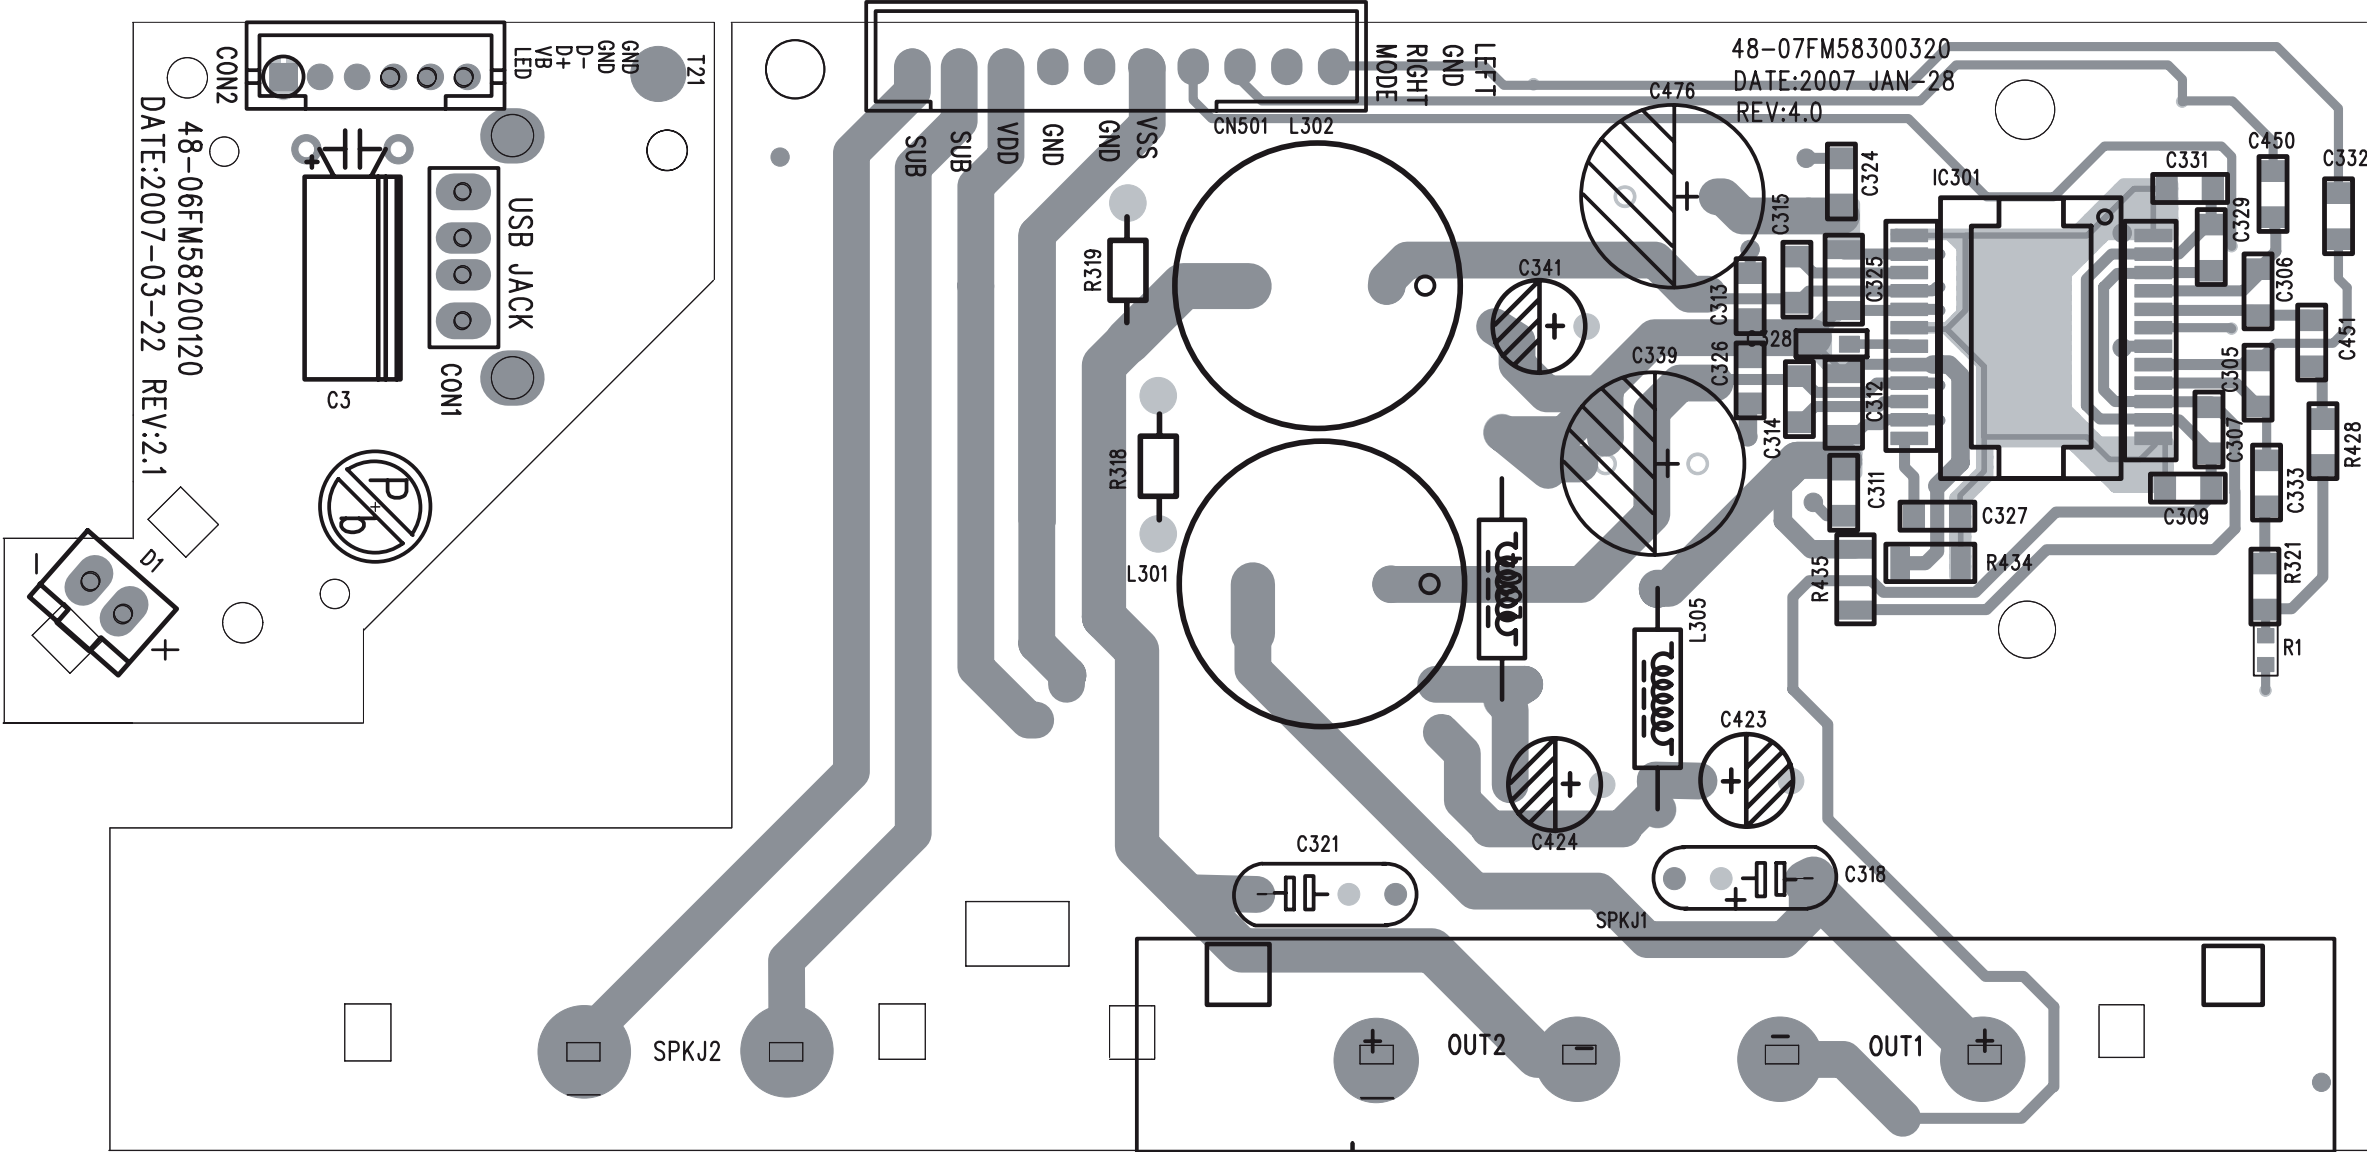 CON2
LED
VB
D+
D-
GND
GND
T21
DATE:2007-03-22 REV:2.1
48-06FM58200120
+
C3
USB JACK
CON1
Pb
D1
-
+
MODE
RIGHT
GND
LEFT
CN501
L302
SUB
SUB
VDD
GND
GND
VSS
48-07FM58300320
DATE:2007 JAN-28
REV:4.0
C476
+
C324
C315
IC301
C331
C450
C332
C329
C306
C325
C313
R319
C341
+
C328
C339
+
C326
C312
C314
C451
C305
C307
R428
R318
C311
C327
C309
C333
L301
R435
R434
R321
L305
R1
C423
+
C424
+
C321
C318
+
SPKJ1
SPKJ2
+
OUT2
-
-
OUT1
+